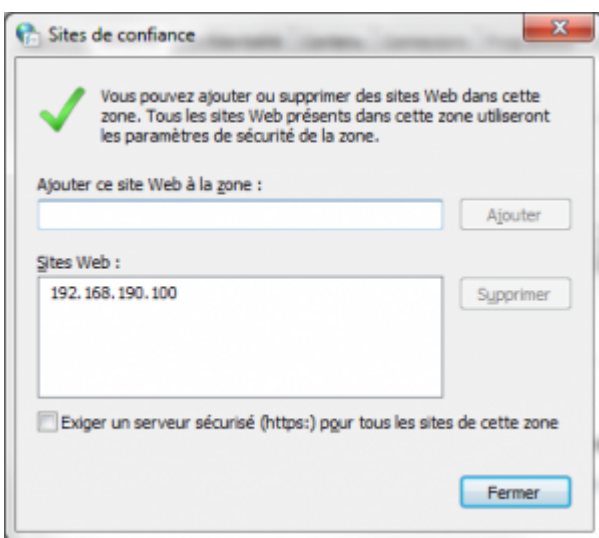 Sites de confiance
Vous pouvez ajouter ou supprimer des sites Web dans cette
zone. Tous les sites Web présents dans cette zone utiliseront
les paramètres de sécurité de la zone.
Ajouter ce site Web à la zone :
Ajouter
Sites Web :
192.168.190.100
Supprimer
Exiger un serveur sécurisé (https:) pour tous les sites de cette zone
Fermer